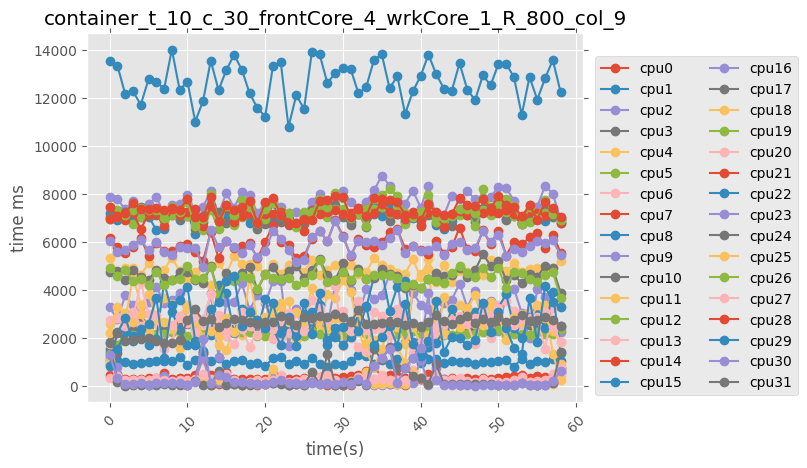 container_t_10_c_30_frontCore_4_wrkCore_1_R_800_col_9
time ms
14000
12000
10000
8000
6000
4000
2000
0
0
10
20
30
40
50
60
time(s)
cpu0
cpu1
cpu2
cpu3
cpu4
cpu5
cpu6
cpu7
cpu8
cpu9
cpu10
cpu11
cpu12
cpu13
cpu14
cpu15
cpu16
cpu17
cpu18
cpu19
cpu20
cpu21
cpu22
cpu23
cpu24
cpu25
cpu26
cpu27
cpu28
cpu29
cpu30
cpu31